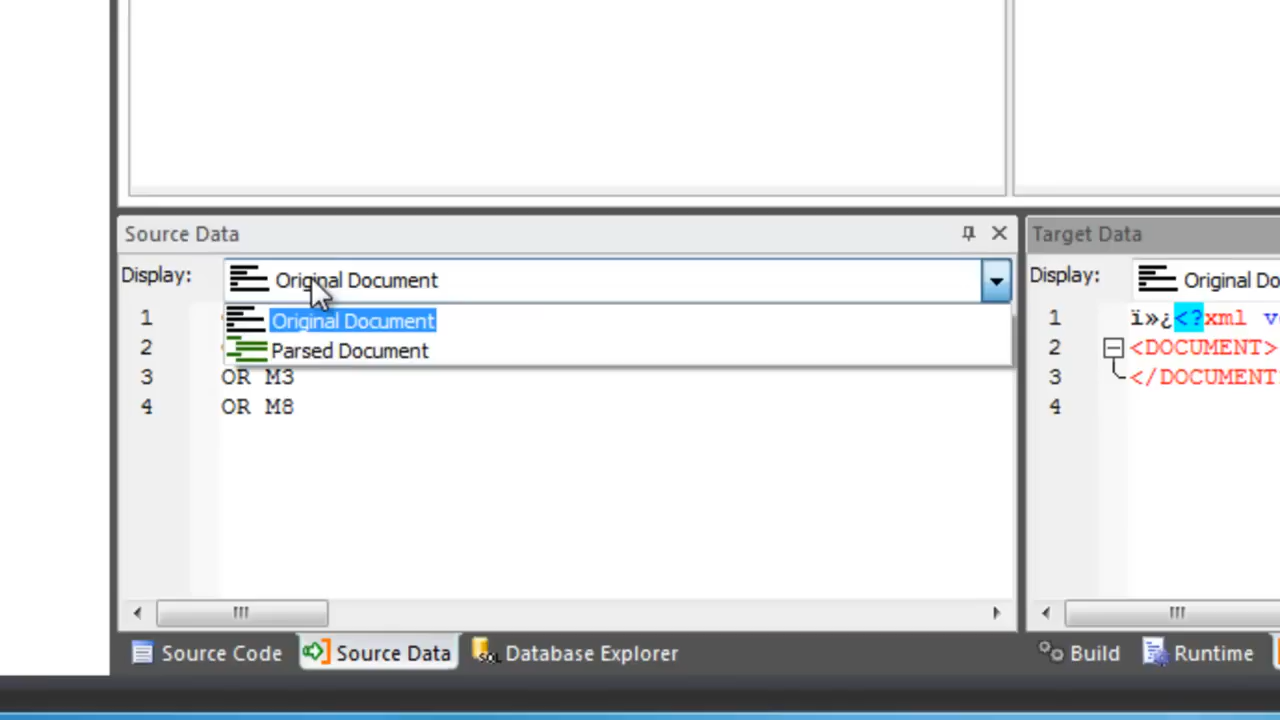 Source Data
Display: Original Document
Original Document
Parsed Document
1
2
3 OR M3
4 OR M8
Source Code Source Data Database Explorer
Target Data
Display: Original Do
1 ï»¿<?xml v
2 <DOCUMENT>
3 </DOCUMENT
4
Build Runtime